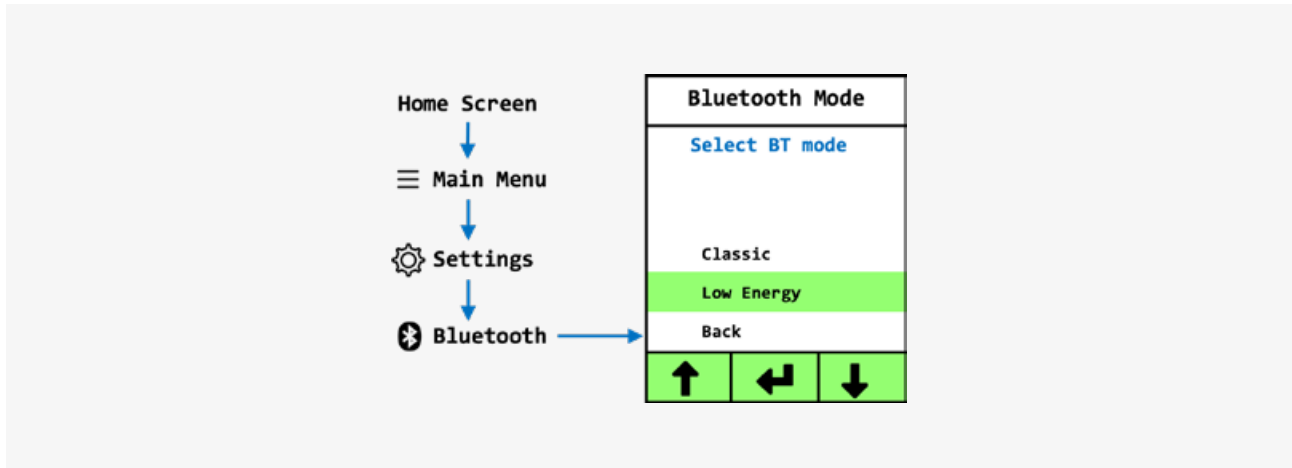 Home Screen
Main Menu
Settings
Bluetooth
Bluetooth Mode
Select BT mode
Classic
Low Energy
Back